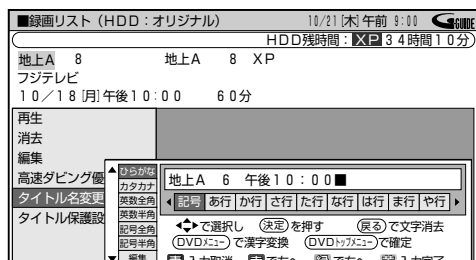 ■録画リスト(HDD:オリジナル) 10/21[木]午前 9:00 G-GUIDE
HDD残時間:XP34時間10分
地上A 8 地上A 8 XP
フジテレビ
10/18[月]午後10:00 60分
再生
消去
編集
高速ダビング優
タイトル名変更
タイトル保護設
ひらがな
カタカナ
英数全角
英数半角
記号全角
記号半角
編集
地上A 6 午後10:00■
記号 あ行 か行 さ行 た行 な行 は行 ま行 や行
で選択し 決定を押す 戻るで文字消去
DVDメニューで漢字変換 DVDトップメニューで確定